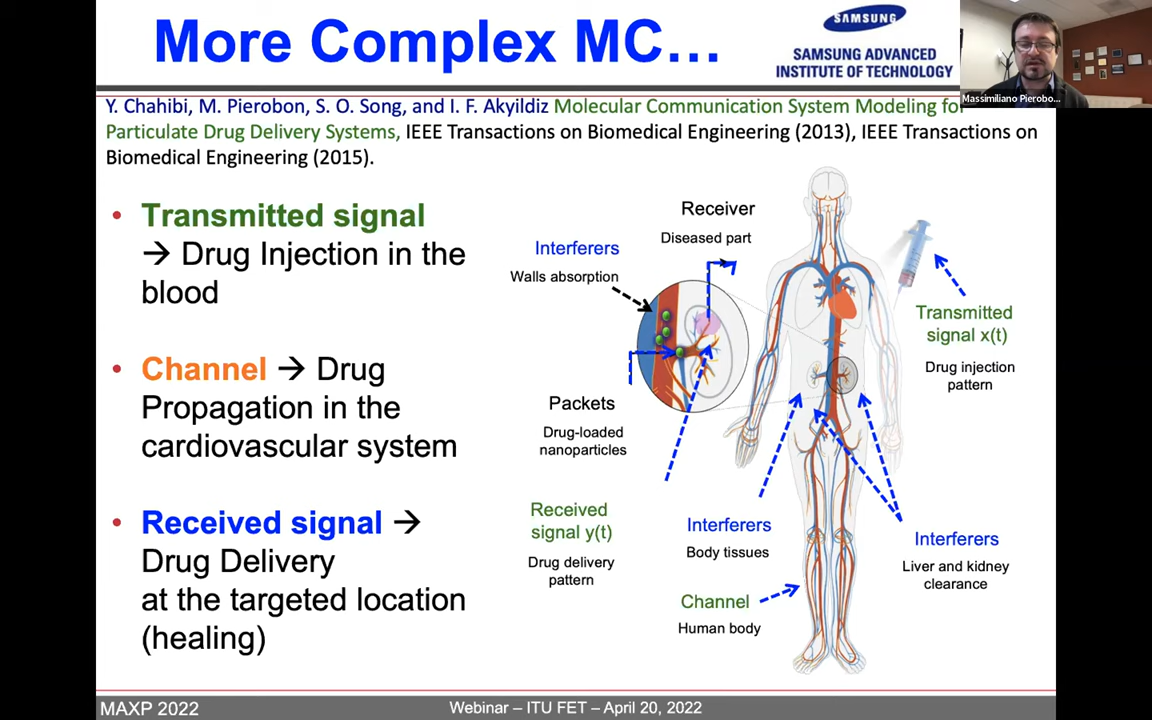 More Complex MC...
SAMSUNG
SAMSUNG ADVANCED
INSTITUTE OF TECHNOLOGY
Massimiliano Pierobo...
Y. Chahibi, M. Pierobon, S. O. Song, and I. F. Akyildiz Molecular Communication System Modeling for
Particulate Drug Delivery Systems, IEEE Transactions on Biomedical Engineering (2013), IEEE Transactions on
Biomedical Engineering (2015).
• Transmitted signal
→ Drug Injection in the
blood
• Channel → Drug
Propagation in the
cardiovascular system
• Received signal →
Drug Delivery
at the targeted location
(healing)
Receiver
Diseased part
Interferers
Walls absorption
Packets
Drug-loaded
nanoparticles
Received
signal y(t)
Drug delivery
pattern
Transmitted
signal x(t)
Drug injection
pattern
Interferers
Body tissues
Interferers
Liver and kidney
clearance
Channel
Human body
MAXP 2022
Webinar – ITU FET – April 20, 2022